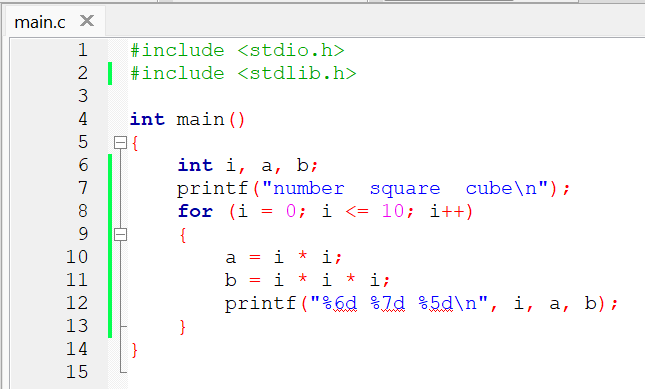 main.c ×
1 #include <stdio.h>
2 #include <stdlib.h>
3
4 int main()
5 {
6     int i, a, b;
7     printf("number  square  cube\n");
8     for (i = 0; i <= 10; i++)
9     {
10         a = i * i;
11         b = i * i * i;
12         printf("%6d %7d %5d\n", i, a, b);
13     }
14 }
15